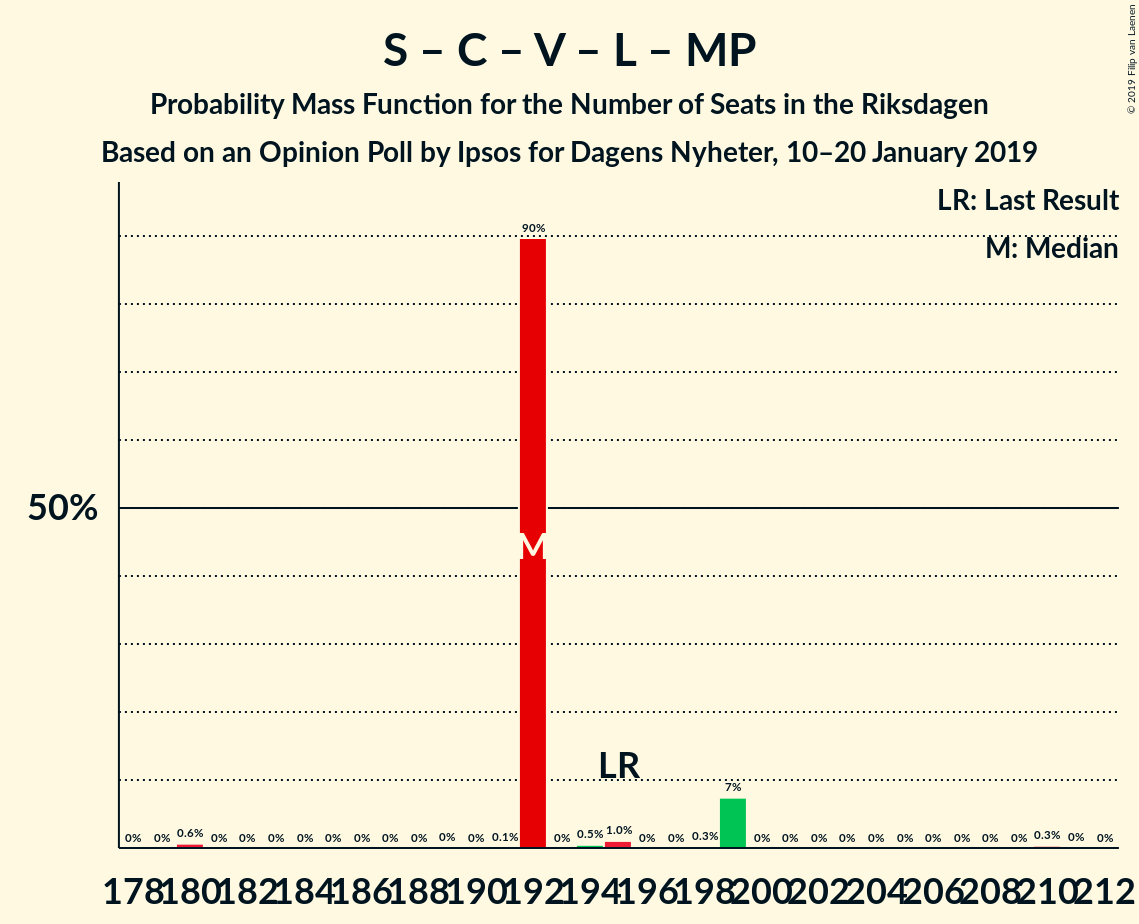 S – C – V – L – MP
Probability Mass Function for the Number of Seats in the Riksdagen
Based on an Opinion Poll by Ipsos for Dagens Nyheter, 10–20 January 2019
© 2019 Filip van Laenen
LR: Last Result
M: Median
90%
50%
M
LR
7%
0% 0% 0.6% 0% 0% 0% 0% 0% 0% 0% 0% 0% 0% 0.1% 0% 0.5% 1.0% 0% 0% 0.3% 0% 0% 0% 0% 0% 0% 0% 0% 0% 0% 0.3% 0% 0%
178 180 182 184 186 188 190 192 194 196 198 200 202 204 206 208 210 212